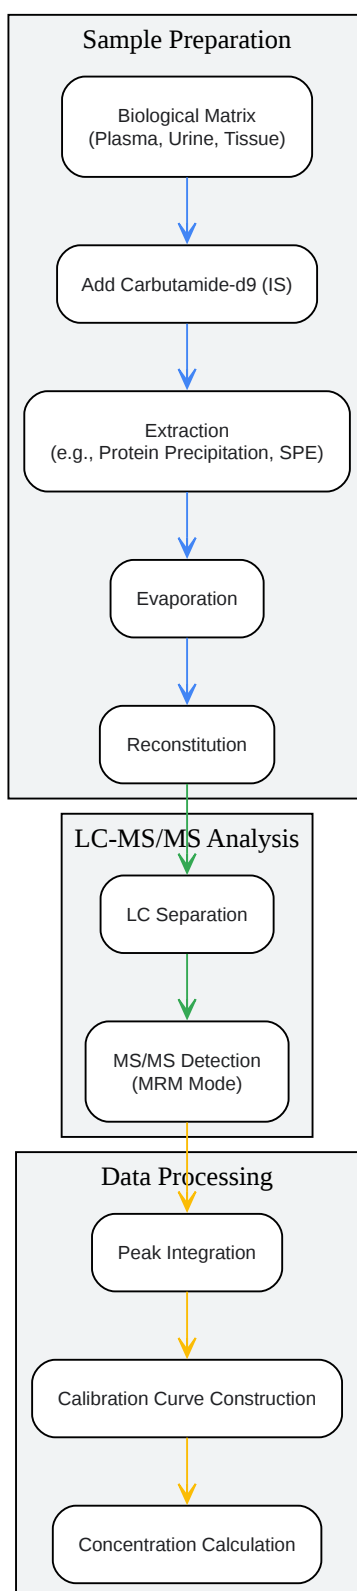 Sample Preparation
Biological Matrix
(Plasma, Urine, Tissue)
Add Carbutamide-d9 (IS)
Extraction
(e.g., Protein Precipitation, SPE)
Evaporation
Reconstitution
LC-MS/MS Analysis
LC Separation
MS/MS Detection
(MRM Mode)
Data Processing
Peak Integration
Calibration Curve Construction
Concentration Calculation